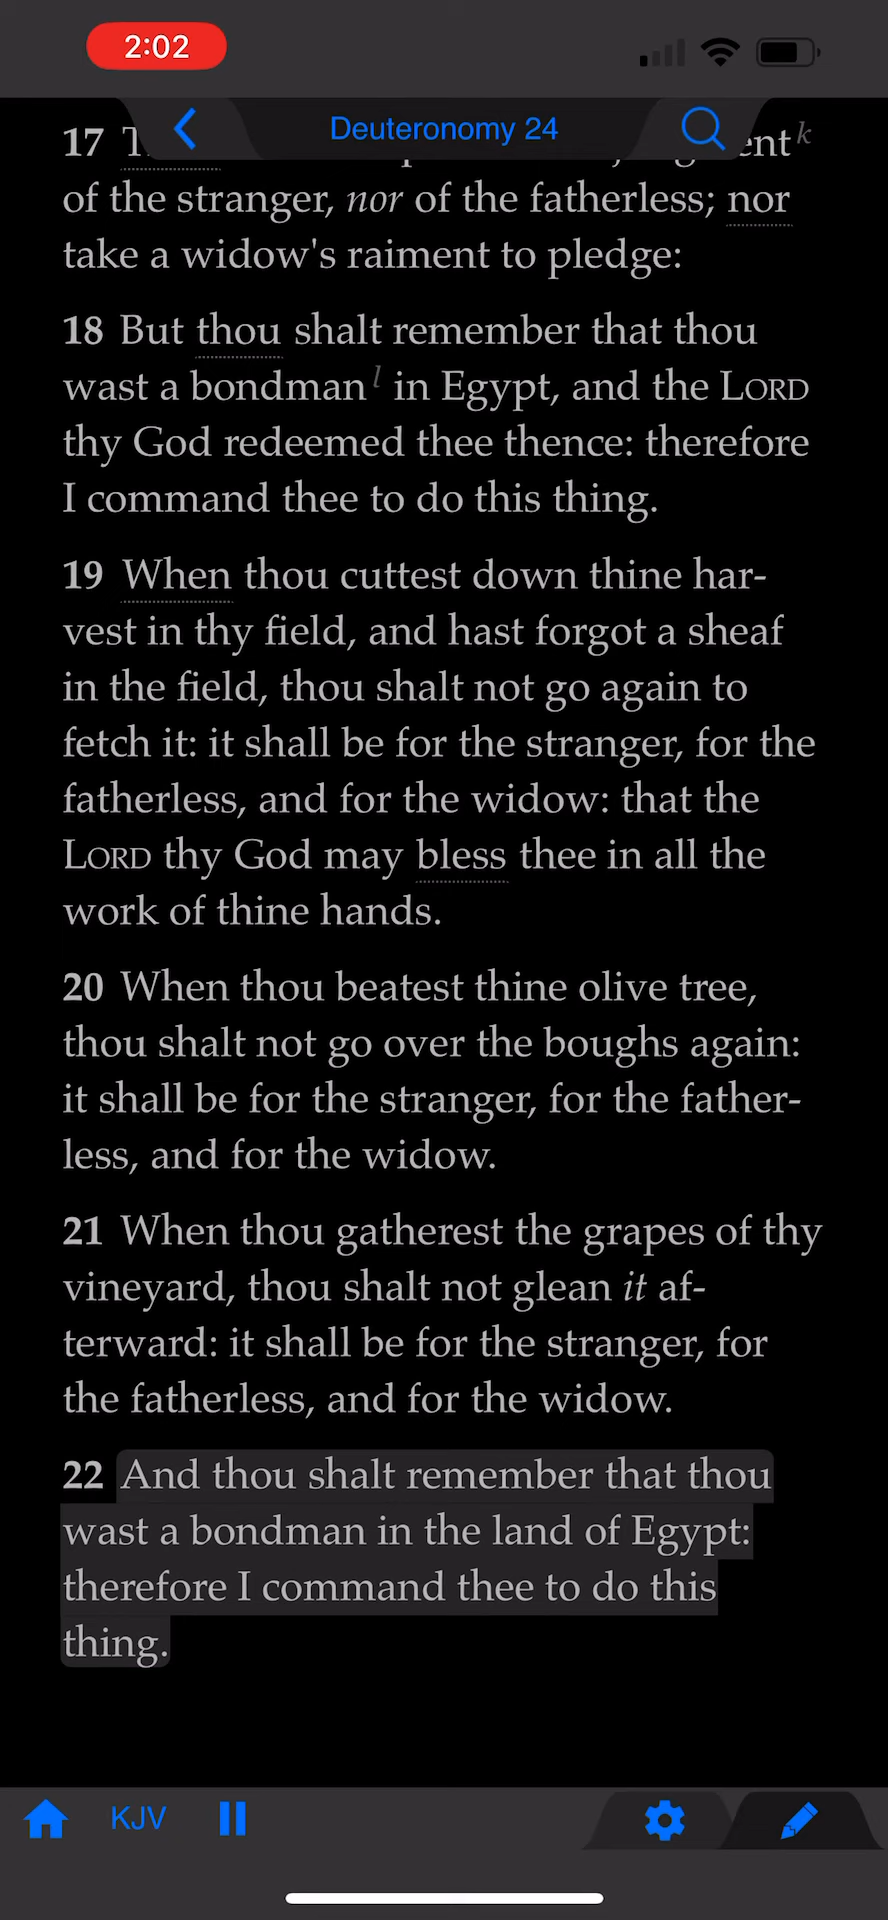 2:02
Deuteronomy 24
17
of the stranger, nor of the fatherless; nor
take a widow's raiment to pledge:
18 But thou shalt remember that thou
wast a bondman l in Egypt, and the LORD
thy God redeemed thee thence: therefore
I command thee to do this thing.
19 When thou cuttest down thine har-
vest in thy field, and hast forgot a sheaf
in the field, thou shalt not go again to
fetch it: it shall be for the stranger, for the
fatherless, and for the widow: that the
LORD thy God may bless thee in all the
work of thine hands.
20 When thou beatest thine olive tree,
thou shalt not go over the boughs again:
it shall be for the stranger, for the father-
less, and for the widow.
21 When thou gatherest the grapes of thy
vineyard, thou shalt not glean it af-
terward: it shall be for the stranger, for
the fatherless, and for the widow.
22 And thou shalt remember that thou
wast a bondman in the land of Egypt:
therefore I command thee to do this
thing.
KJV